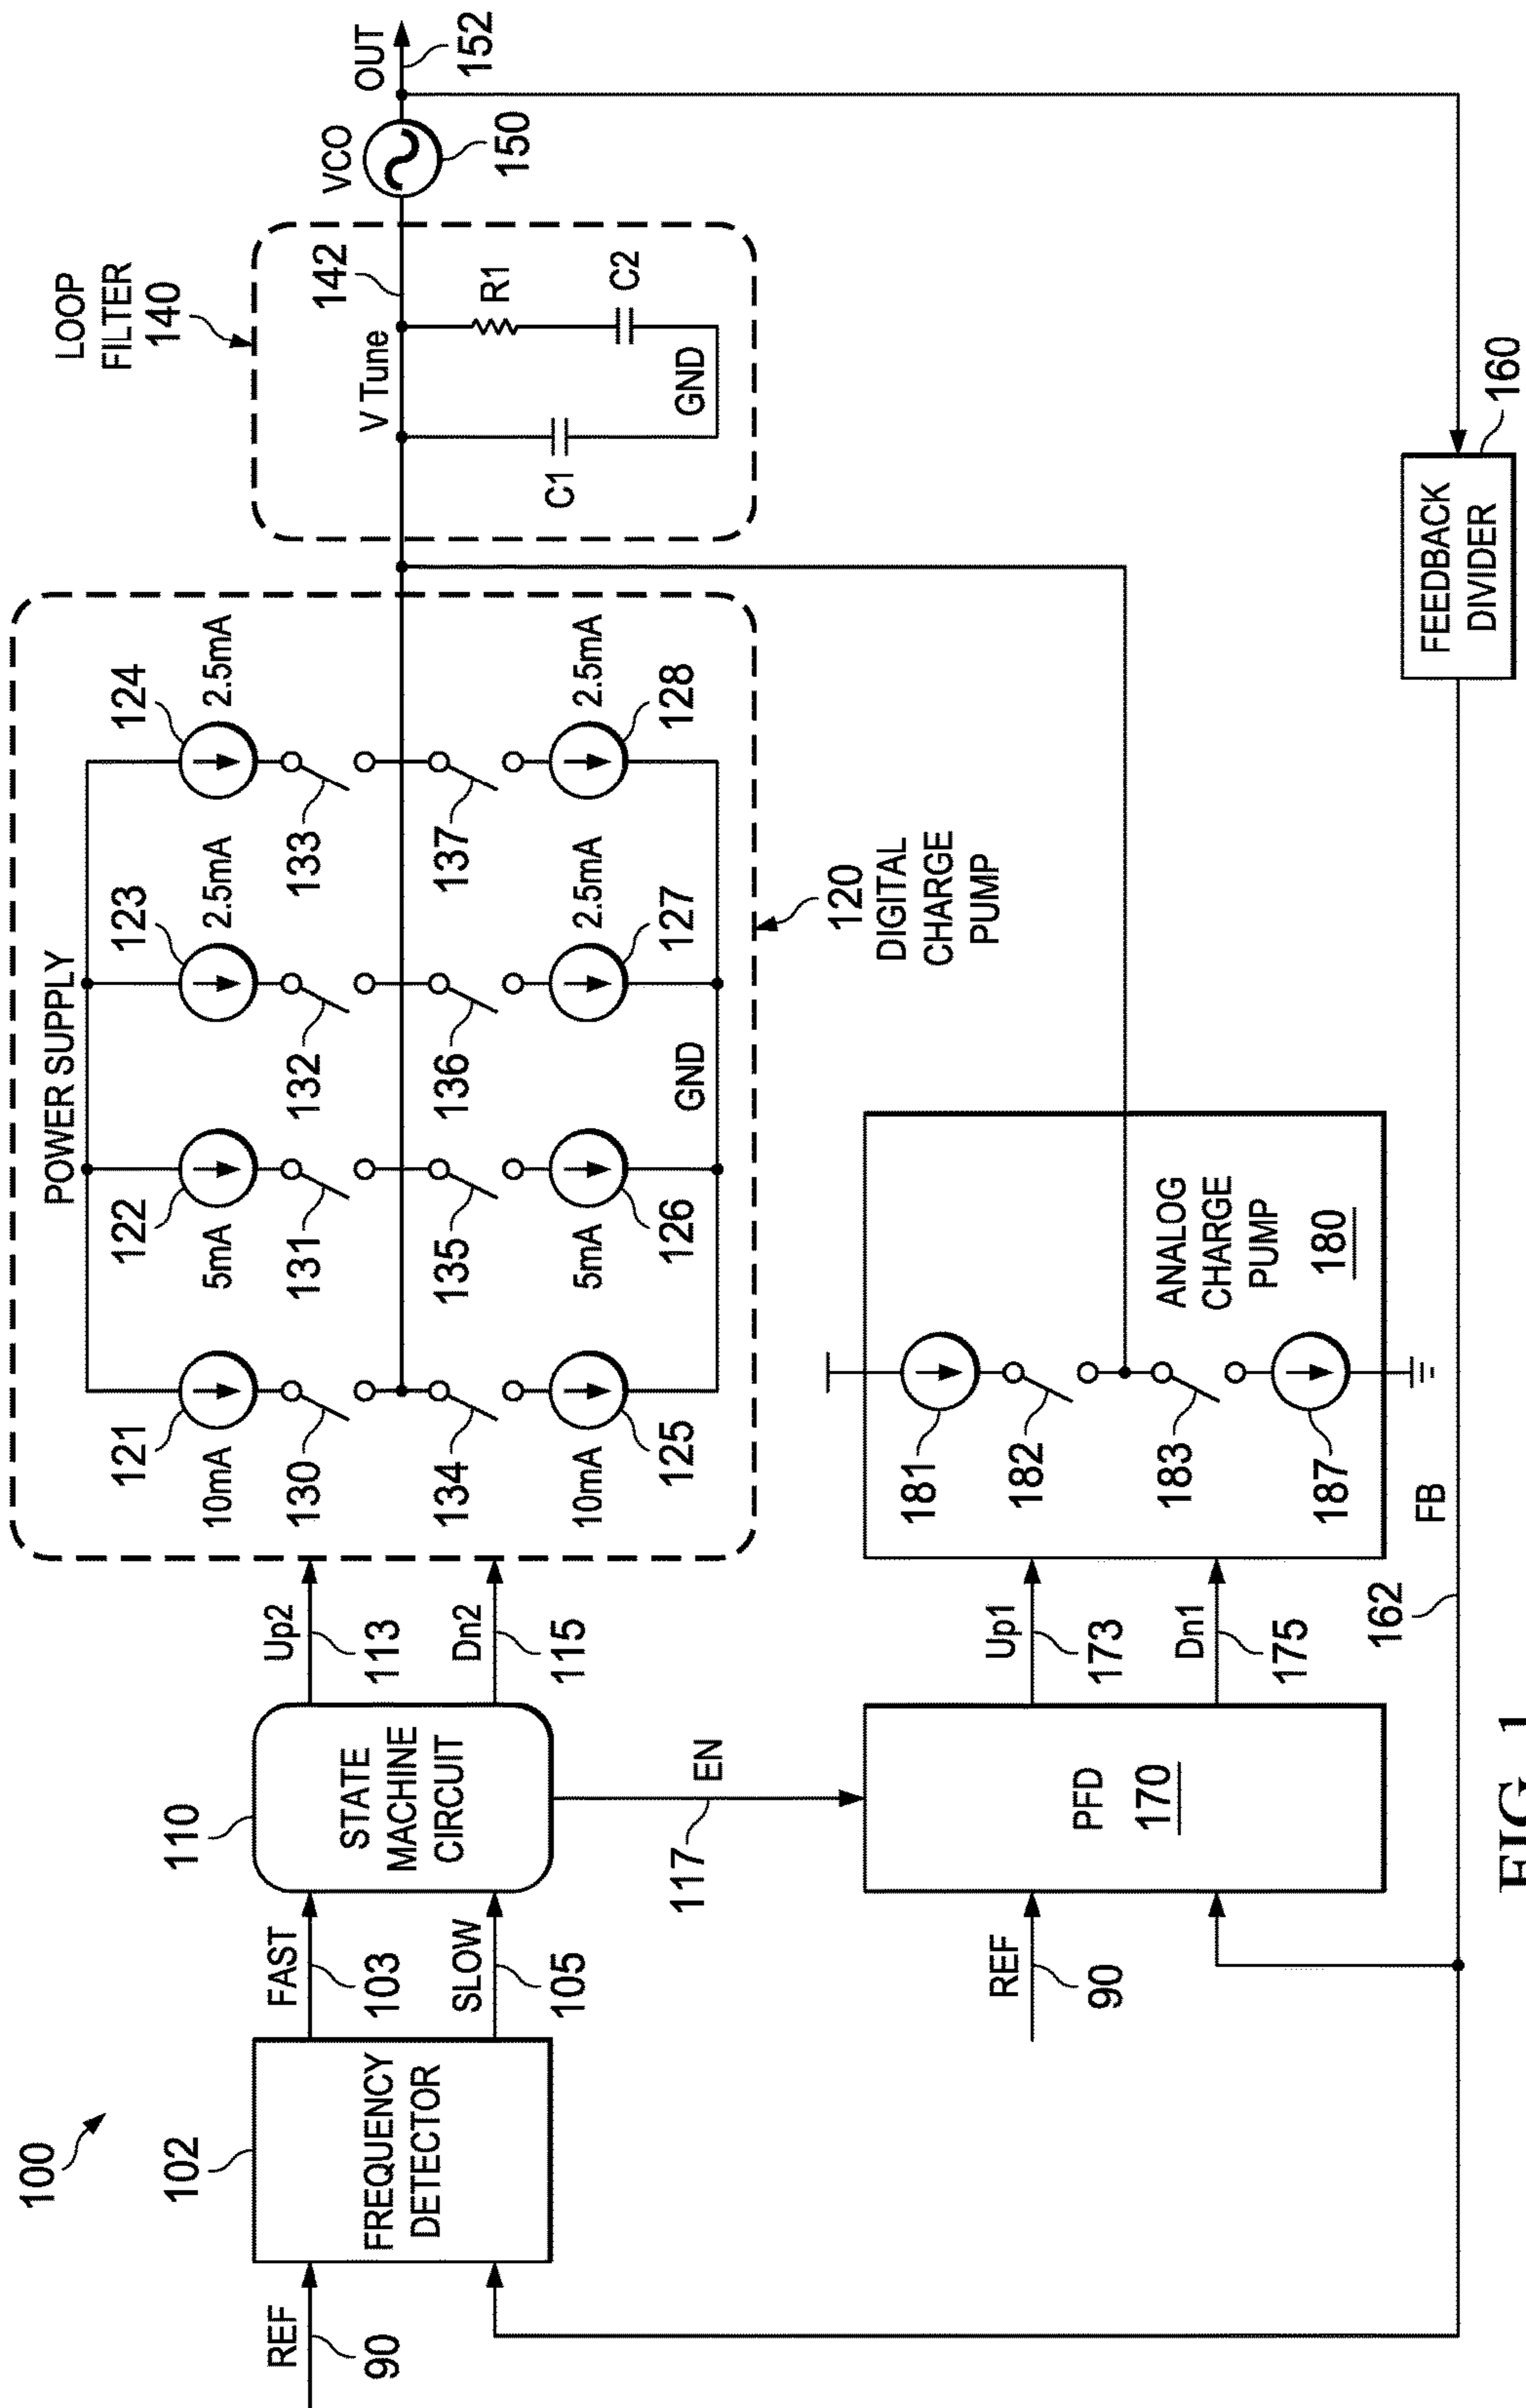 100
REF
90
102
FREQUENCY
DETECTOR
FAST
103
SLOW
105
110
STATE
MACHINE
CIRCUIT
Up2
113
Dn2
115
117
EN
POWER SUPPLY
121
10mA
122
5mA
123
2.5mA
124
2.5mA
130
131
132
133
134
135
136
137
10mA
125
5mA
126
2.5mA
127
2.5mA
128
GND
120
DIGITAL
CHARGE
PUMP
LOOP
FILTER
140
V Tune
142
C1
R1
C2
GND
VCO
150
OUT
152
REF
90
PFD
170
Up1
173
Dn1
175
181
182
183
187
ANALOG
CHARGE
PUMP
180
162
FB
FEEDBACK
DIVIDER
160
FIG. 1